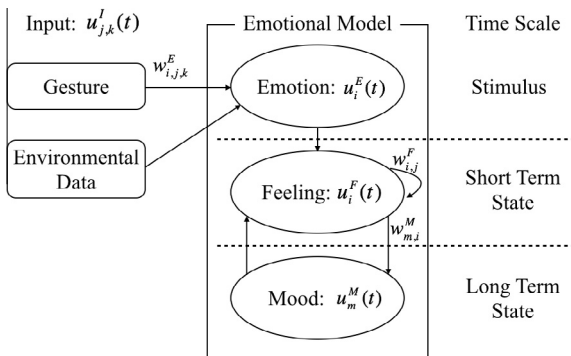 Input: u^I_{j,k}(t)
Emotional Model
Time Scale
Gesture
w^E_{i,j,k}
Emotion: u^E_i(t)
Stimulus
Environmental
Data
Feeling: u^F_i(t)
w^F_{i,j}
Short Term
State
w^M_{m,i}
Mood: u^M_m(t)
Long Term
State